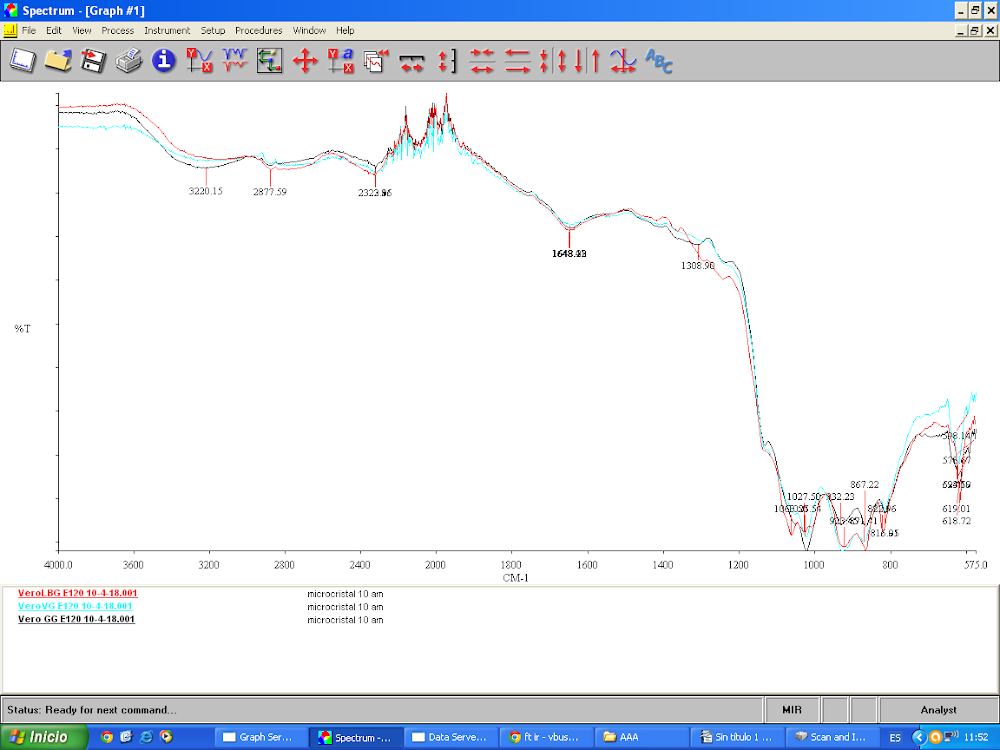 Spectrum - [Graph #1]
File Edit View Process Instrument Setup Procedures Window Help
3220.15
2877.59
1308.90
%T
867.22
1027.50
932.23
619.01
618.72
4000.0 3600 3200 2800 2400 2000 1800 1600 1400 1200 1000 800 575.0
CM-1
VeroLBG E120 10-4-18.001 microcristal 10 am
VeroVG E120 10-4-18.001 microcristal 10 am
Vero GG E120 10-4-18.001 microcristal 10 am
Status: Ready for next command... MIR Analyst
Inicio Graph Ser... Spectrum -... Data Serve... ft ir - vbus... AAA Sin título 1 ... Scan and I... ES 11:52